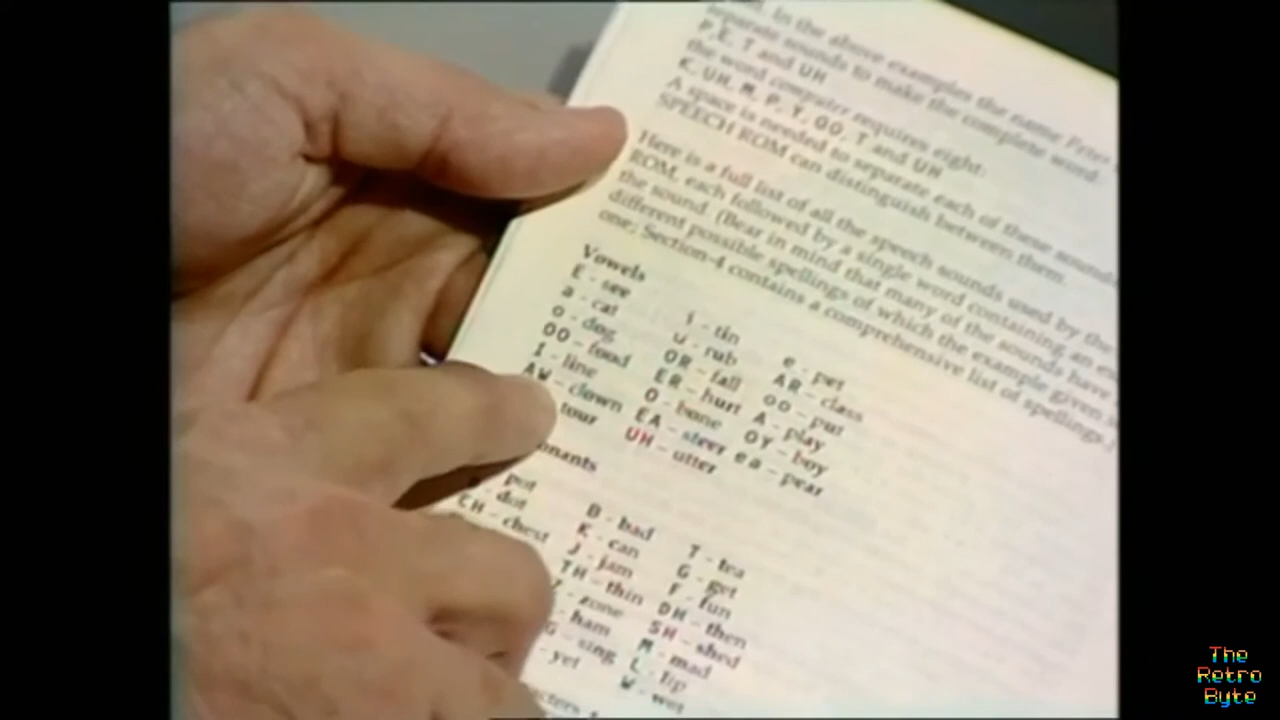 In the above examples the name Peter
separate sounds to make the complete word.
P, E, T and UH
the word computer requires eight:
K, UH, M, P, Y, OO, T and UH
A space is needed to separate each of these sounds
SPEECH ROM can distinguish between them.
Here is a full list of all the speech sounds used by the
ROM, each followed by a single word containing an
the sound. (Bear in mind that many of the sounds have
different possible spellings of which the example given is
one; Section 4 contains a comprehensive list of spellings.)
Vowels
E - see i - tin e - pet
a - cat u - rub AR - class
o - dog OR - fall oo - put
OO - food ER - hurt A - play
I - line O - bone OY - boy
AW - clown EA - steer ea - pear
tour UH - utter
onants
pot B - bad T - tea
dot K - can G - get
CH - chest J - jam F - fun
TH - thin DH - then
zone SH - shed
ham M - mad
G - sing L - lip
- yet W - wet
The
Retro
Byte